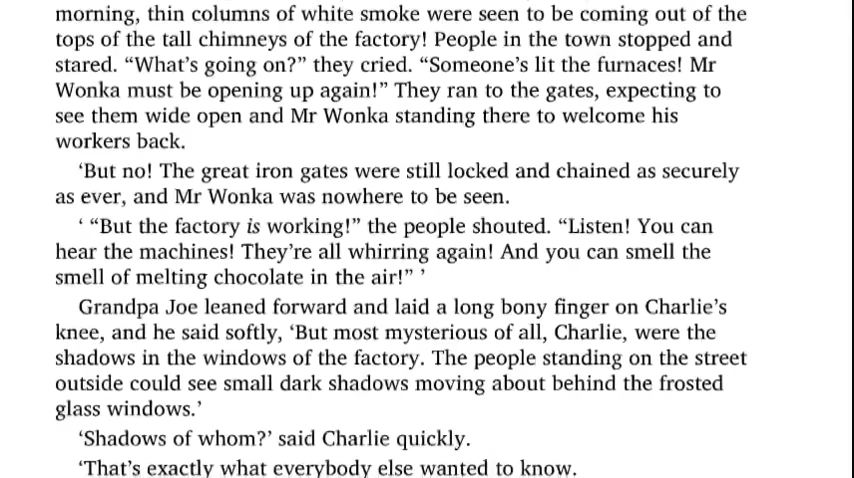 morning, thin columns of white smoke were seen to be coming out of the
tops of the tall chimneys of the factory! People in the town stopped and
stared. “What’s going on?” they cried. “Someone’s lit the furnaces! Mr
Wonka must be opening up again!” They ran to the gates, expecting to
see them wide open and Mr Wonka standing there to welcome his
workers back.
‘But no! The great iron gates were still locked and chained as securely
as ever, and Mr Wonka was nowhere to be seen.
‘ “But the factory is working!” the people shouted. “Listen! You can
hear the machines! They’re all whirring again! And you can smell the
smell of melting chocolate in the air!” ’
Grandpa Joe leaned forward and laid a long bony finger on Charlie’s
knee, and he said softly, ‘But most mysterious of all, Charlie, were the
shadows in the windows of the factory. The people standing on the street
outside could see small dark shadows moving about behind the frosted
glass windows.’
‘Shadows of whom?’ said Charlie quickly.
‘That’s exactly what everybody else wanted to know.